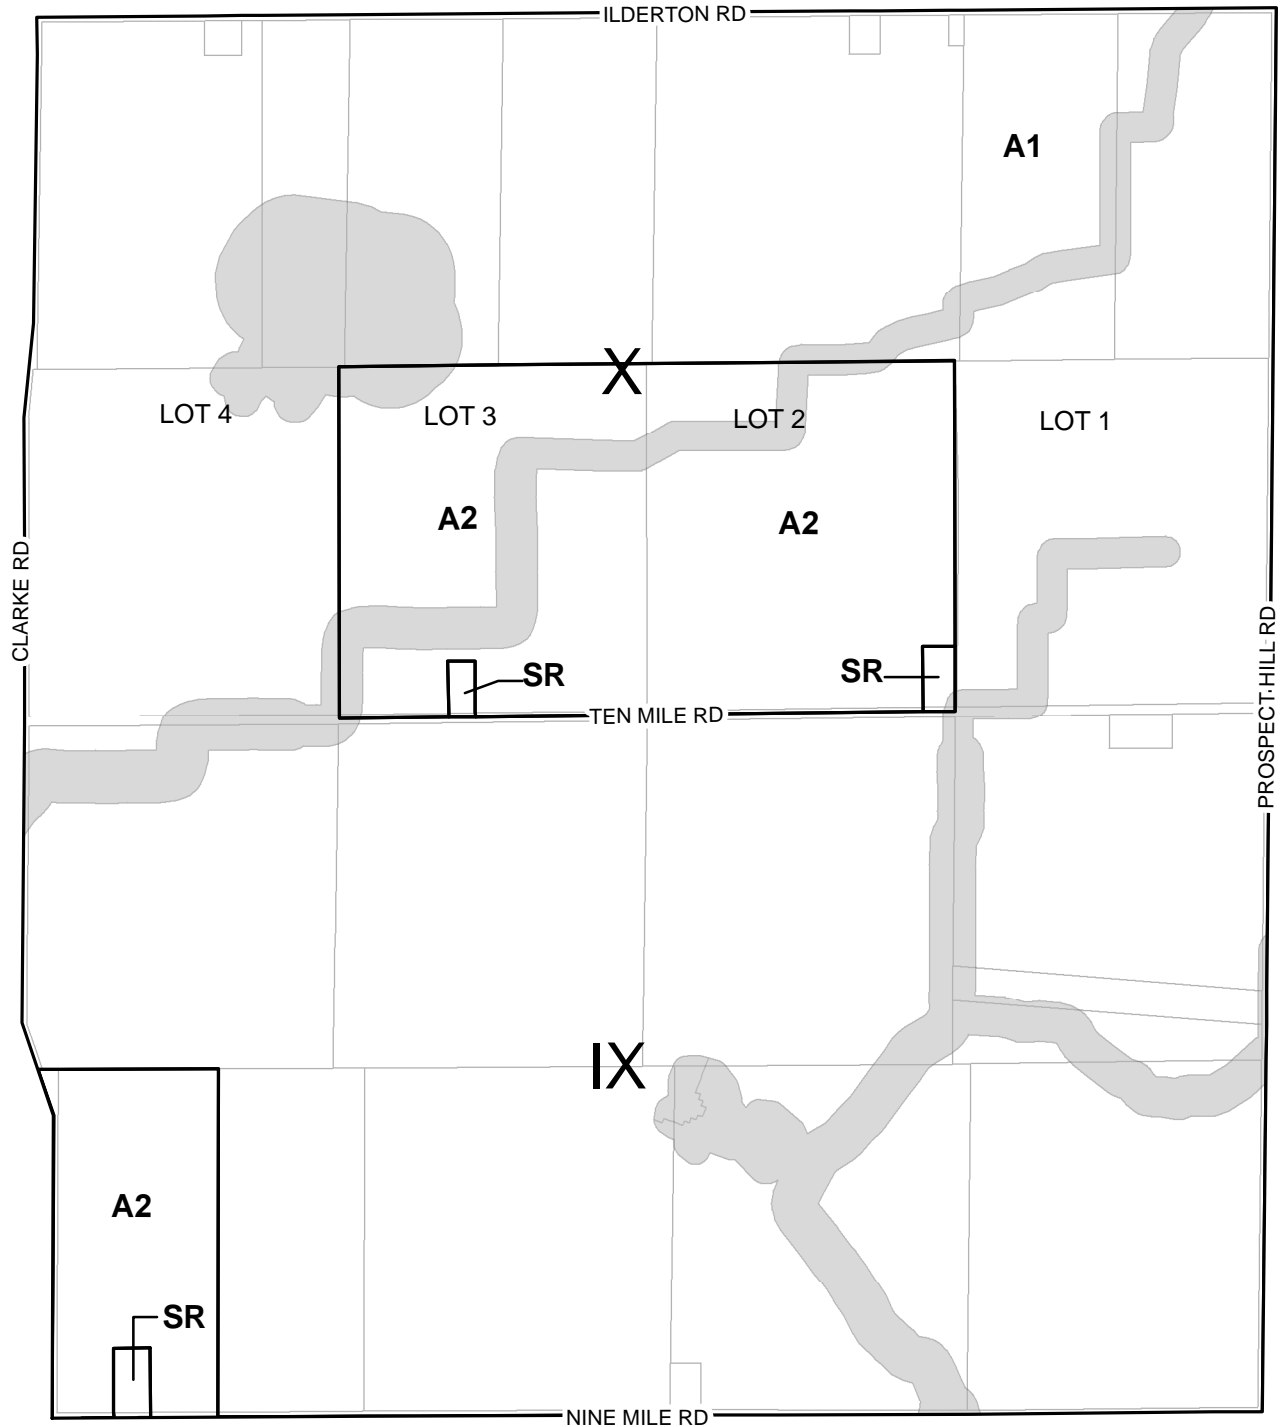 ILDERTON RD
A1
X
LOT 4
LOT 3
LOT 2
LOT 1
A2
A2
CLARKE RD
PROSPECT HILL RD
SR
SR
TEN MILE RD
IX
A2
SR
NINE MILE RD